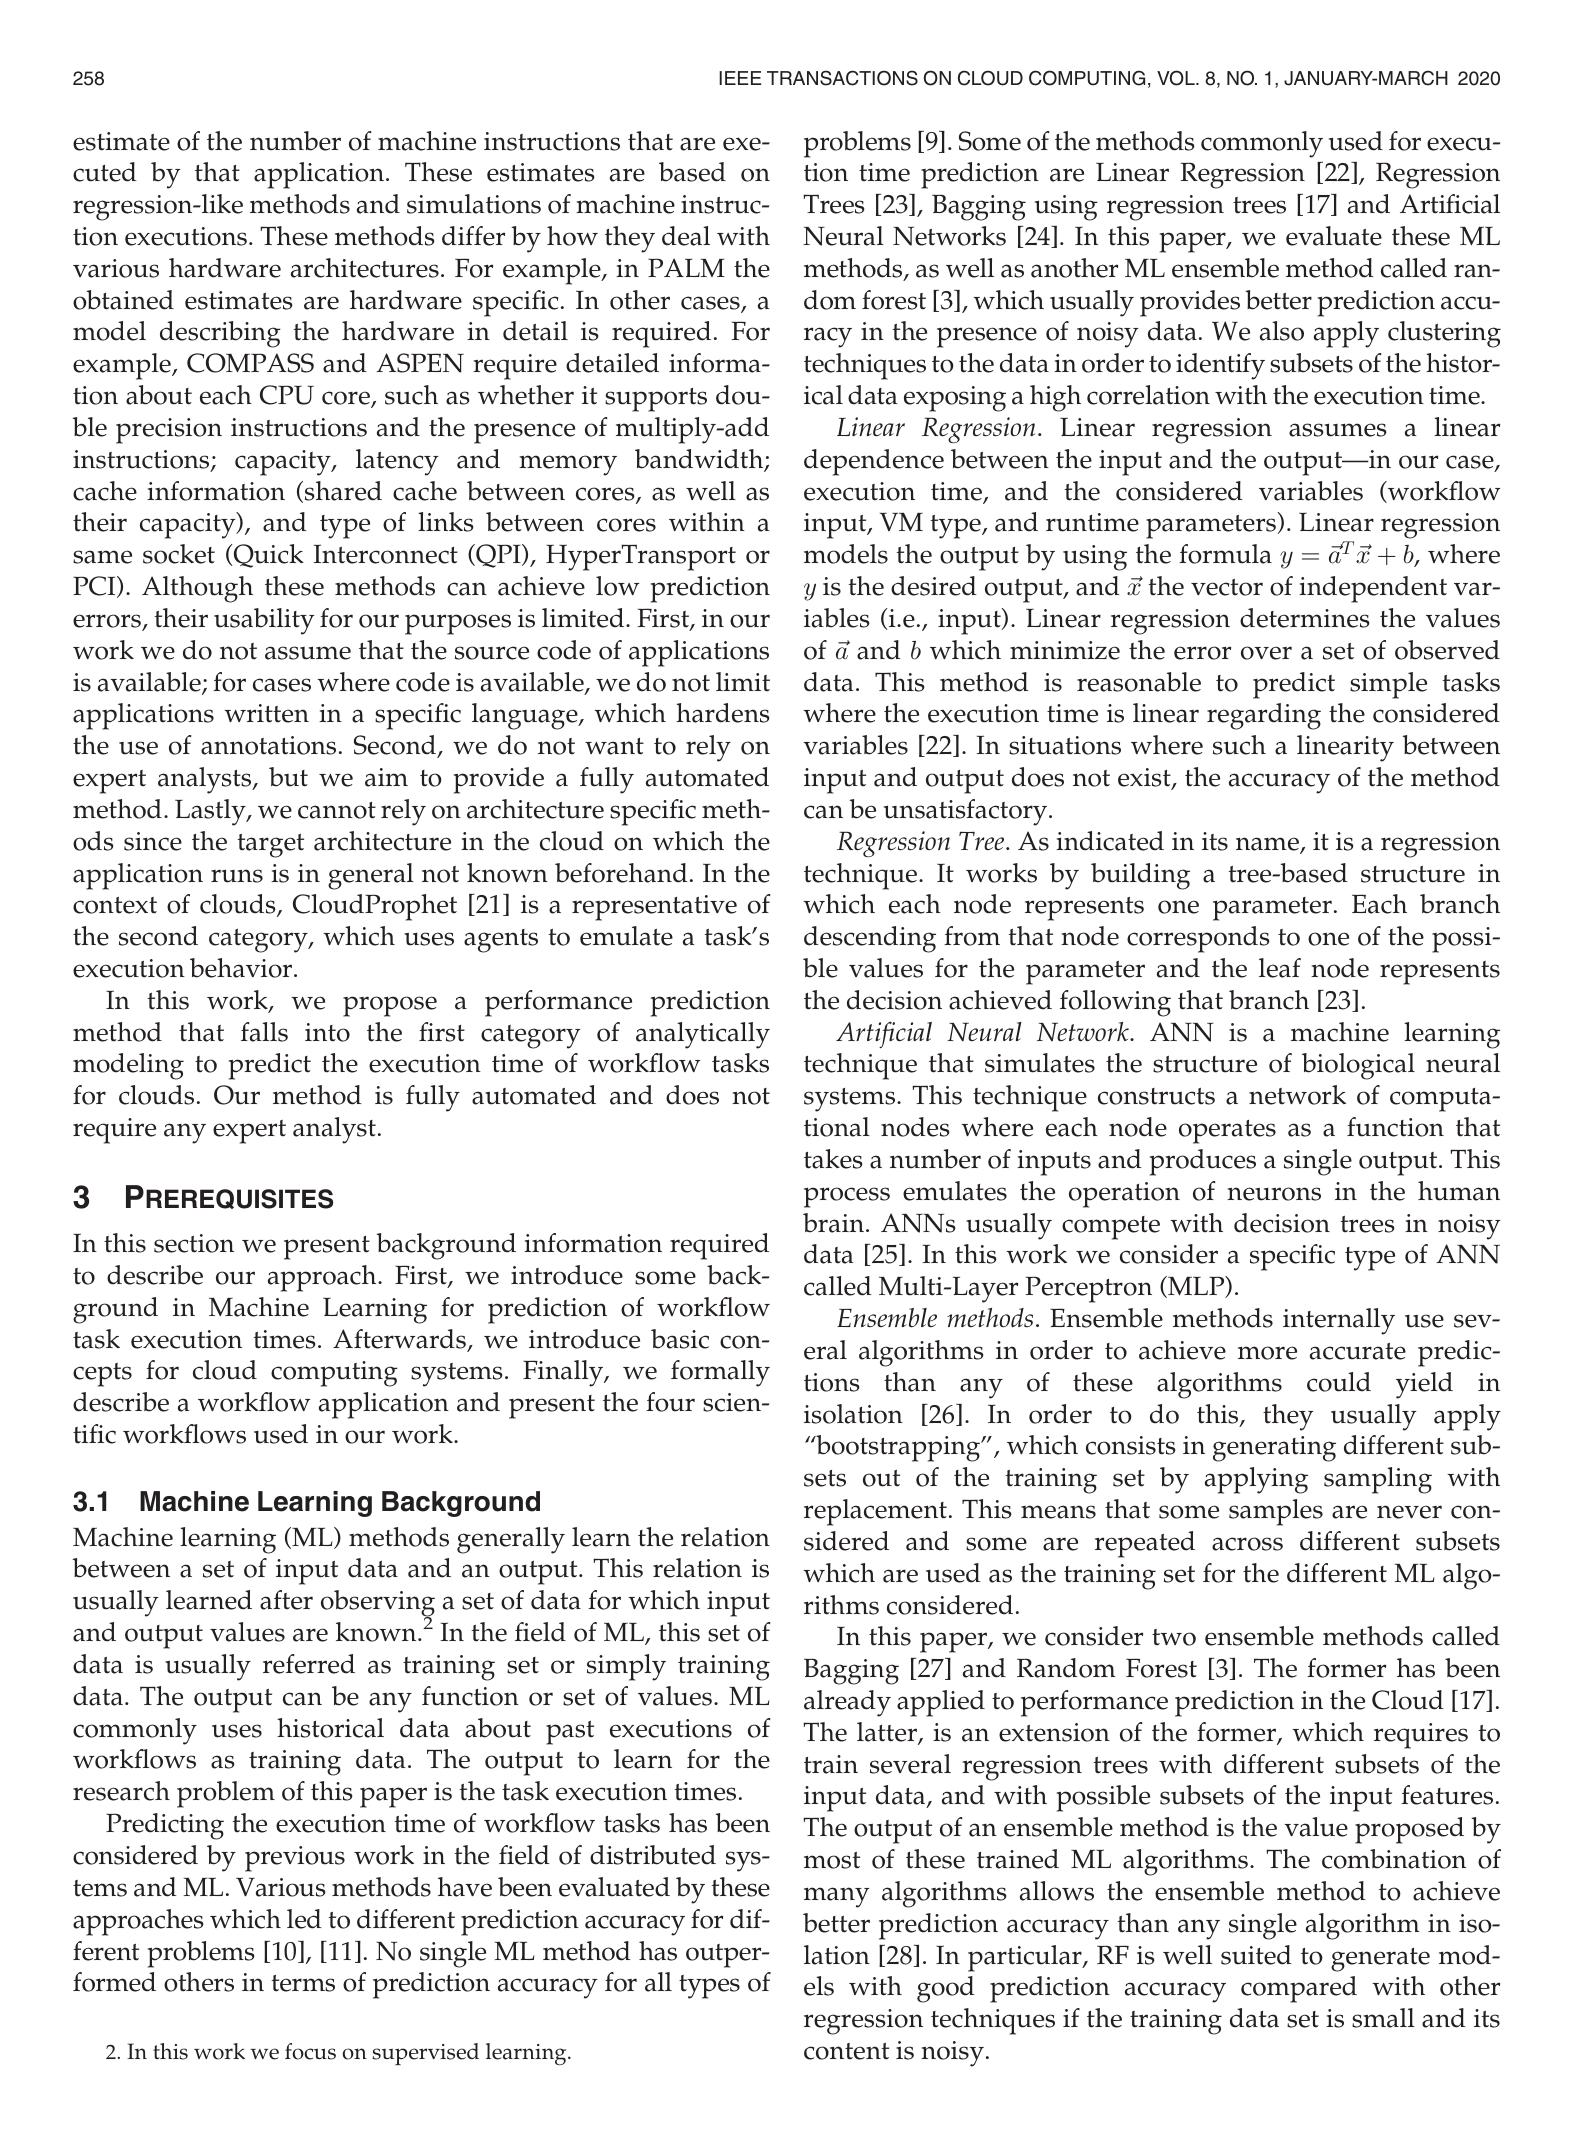 258
IEEE TRANSACTIONS ON CLOUD COMPUTING, VOL. 8, NO. 1, JANUARY-MARCH 2020
estimate of the number of machine instructions that are exe-
cuted by that application. These estimates are based on
regression-like methods and simulations of machine instruc-
tion executions. These methods differ by how they deal with
various hardware architectures. For example, in PALM the
obtained estimates are hardware specific. In other cases, a
model describing the hardware in detail is required. For
example, COMPASS and ASPEN require detailed informa-
tion about each CPU core, such as whether it supports dou-
ble precision instructions and the presence of multiply-add
instructions; capacity, latency and memory bandwidth;
cache information (shared cache between cores, as well as
their capacity), and type of links between cores within a
same socket (Quick Interconnect (QPI), HyperTransport or
PCI). Although these methods can achieve low prediction
errors, their usability for our purposes is limited. First, in our
work we do not assume that the source code of applications
is available; for cases where code is available, we do not limit
applications written in a specific language, which hardens
the use of annotations. Second, we do not want to rely on
expert analysts, but we aim to provide a fully automated
method. Lastly, we cannot rely on architecture specific meth-
ods since the target architecture in the cloud on which the
application runs is in general not known beforehand. In the
context of clouds, CloudProphet [21] is a representative of
the second category, which uses agents to emulate a task's
execution behavior.
In this work, we propose a performance prediction
method that falls into the first category of analytically
modeling to predict the execution time of workflow tasks
for clouds. Our method is fully automated and does not
require any expert analyst.
3 PREREQUISITES
In this section we present background information required
to describe our approach. First, we introduce some back-
ground in Machine Learning for prediction of workflow
task execution times. Afterwards, we introduce basic con-
cepts for cloud computing systems. Finally, we formally
describe a workflow application and present the four scien-
tific workflows used in our work.
3.1 Machine Learning Background
Machine learning (ML) methods generally learn the relation
between a set of input data and an output. This relation is
usually learned after observing a set of data for which input
and output values are known.2 In the field of ML, this set of
data is usually referred as training set or simply training
data. The output can be any function or set of values. ML
commonly uses historical data about past executions of
workflows as training data. The output to learn for the
research problem of this paper is the task execution times.
Predicting the execution time of workflow tasks has been
considered by previous work in the field of distributed sys-
tems and ML. Various methods have been evaluated by these
approaches which led to different prediction accuracy for dif-
ferent problems [10], [11]. No single ML method has outper-
formed others in terms of prediction accuracy for all types of
2. In this work we focus on supervised learning.
problems [9]. Some of the methods commonly used for execu-
tion time prediction are Linear Regression [22], Regression
Trees [23], Bagging using regression trees [17] and Artificial
Neural Networks [24]. In this paper, we evaluate these ML
methods, as well as another ML ensemble method called ran-
dom forest [3], which usually provides better prediction accu-
racy in the presence of noisy data. We also apply clustering
techniques to the data in order to identify subsets of the histor-
ical data exposing a high correlation with the execution time.
Linear Regression. Linear regression assumes a linear
dependence between the input and the output—in our case,
execution time, and the considered variables (workflow
input, VM type, and runtime parameters). Linear regression
models the output by using the formula y = a⃗ᵀx⃗ + b, where
y is the desired output, and x⃗ the vector of independent var-
iables (i.e., input). Linear regression determines the values
of a⃗ and b which minimize the error over a set of observed
data. This method is reasonable to predict simple tasks
where the execution time is linear regarding the considered
variables [22]. In situations where such a linearity between
input and output does not exist, the accuracy of the method
can be unsatisfactory.
Regression Tree. As indicated in its name, it is a regression
technique. It works by building a tree-based structure in
which each node represents one parameter. Each branch
descending from that node corresponds to one of the possi-
ble values for the parameter and the leaf node represents
the decision achieved following that branch [23].
Artificial Neural Network. ANN is a machine learning
technique that simulates the structure of biological neural
systems. This technique constructs a network of computa-
tional nodes where each node operates as a function that
takes a number of inputs and produces a single output. This
process emulates the operation of neurons in the human
brain. ANNs usually compete with decision trees in noisy
data [25]. In this work we consider a specific type of ANN
called Multi-Layer Perceptron (MLP).
Ensemble methods. Ensemble methods internally use sev-
eral algorithms in order to achieve more accurate predic-
tions than any of these algorithms could yield in
isolation [26]. In order to do this, they usually apply
“bootstrapping”, which consists in generating different sub-
sets out of the training set by applying sampling with
replacement. This means that some samples are never con-
sidered and some are repeated across different subsets
which are used as the training set for the different ML algo-
rithms considered.
In this paper, we consider two ensemble methods called
Bagging [27] and Random Forest [3]. The former has been
already applied to performance prediction in the Cloud [17].
The latter, is an extension of the former, which requires to
train several regression trees with different subsets of the
input data, and with possible subsets of the input features.
The output of an ensemble method is the value proposed by
most of these trained ML algorithms. The combination of
many algorithms allows the ensemble method to achieve
better prediction accuracy than any single algorithm in iso-
lation [28]. In particular, RF is well suited to generate mod-
els with good prediction accuracy compared with other
regression techniques if the training data set is small and its
content is noisy.